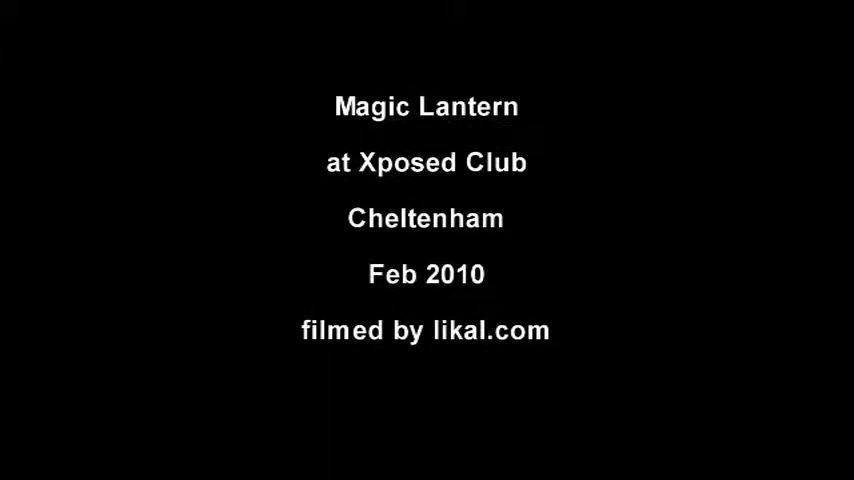 Magic Lantern
at Xposed Club
Cheltenham
Feb 2010
filmed by likal.com